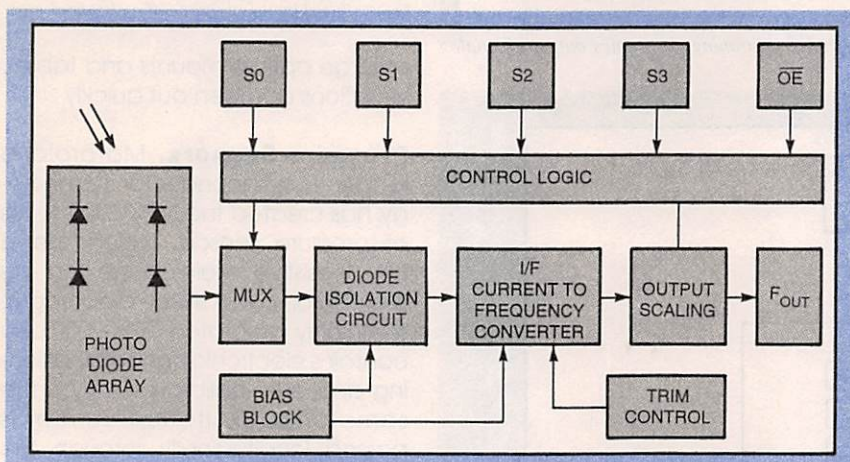 S0
S1
S2
S3
OE
CONTROL LOGIC
PHOTO
DIODE
ARRAY
MUX
DIODE
ISOLATION
CIRCUIT
I/F
CURRENT TO
FREQUENCY
CONVERTER
OUTPUT
SCALING
FOUT
BIAS
BLOCK
TRIM
CONTROL